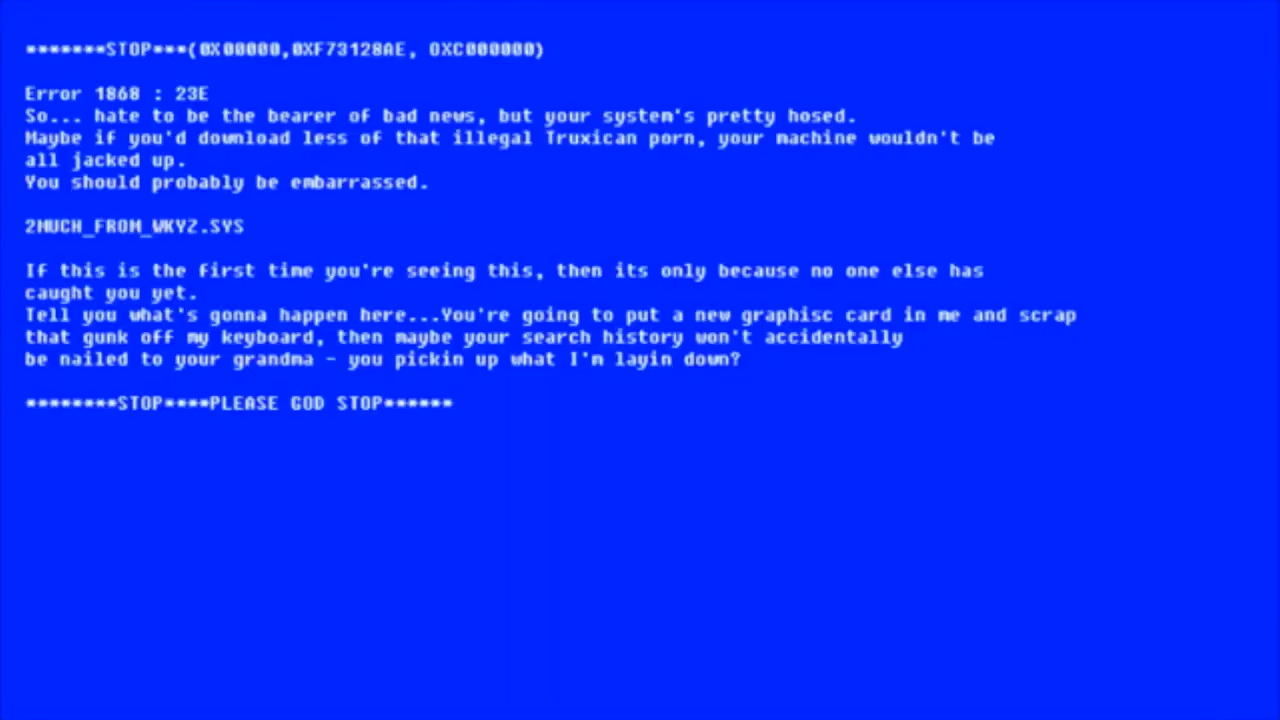 *******STOP***(0X00000,0XF73128AE, 0XC000000)
Error 1868 : 23E
So... hate to be the bearer of bad news, but your system's pretty hosed.
Maybe if you'd download less of that illegal Truxican porn, your machine wouldn't be
all jacked up.
You should probably be embarrassed.
2MUCH_FROM_WKYZ.SYS
If this is the first time you're seeing this, then its only because no one else has
caught you yet.
Tell you what's gonna happen here...You're going to put a new graphisc card in me and scrap
that gunk off my keyboard, then maybe your search history won't accidentally
be nailed to your grandma - you pickin up what I'm layin down?
********STOP****PLEASE GOD STOP******